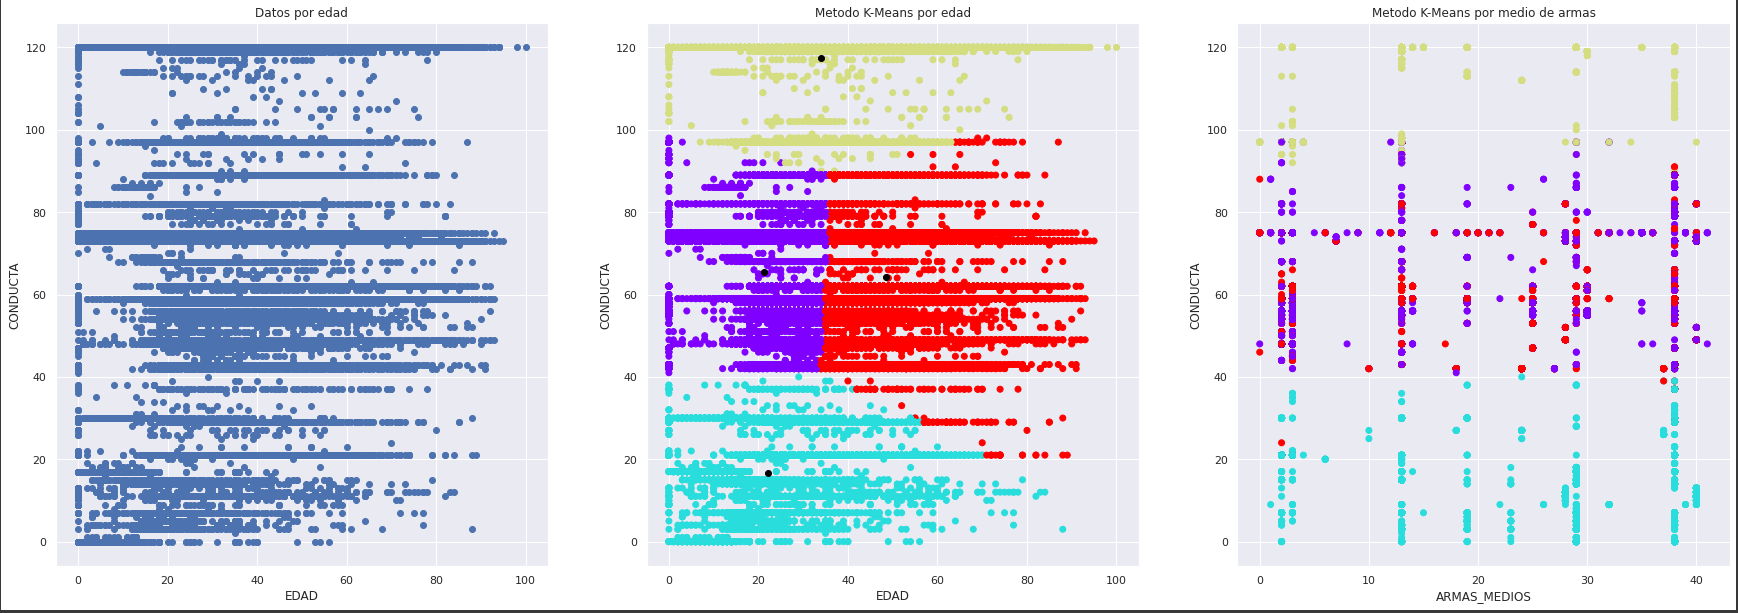 Datos por edad
CONDUCTA
120
100
80
60
40
20
0
0 20 40 60 80 100
EDAD
Metodo K-Means por edad
CONDUCTA
120
100
80
60
40
20
0
0 20 40 60 80 100
EDAD
Metodo K-Means por medio de armas
CONDUCTA
120
100
80
60
40
20
0
0 10 20 30 40
ARMAS_MEDIOS